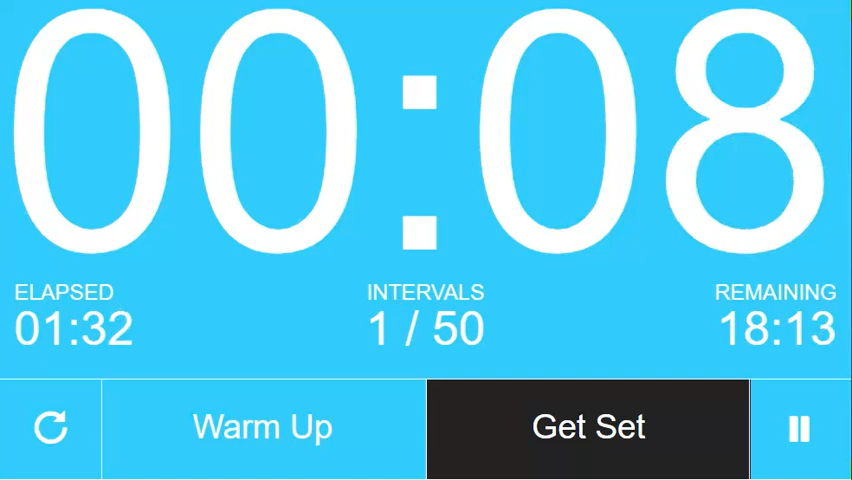 00:08
ELAPSED INTERVALS REMAINING
01:32 1 / 50 18:13
Warm Up Get Set